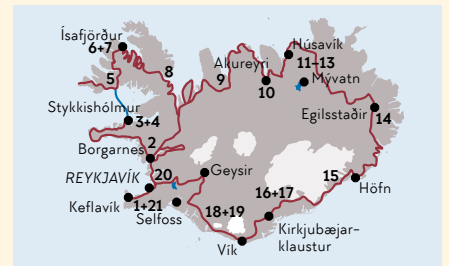 Ísafjörður
6+7
5
8
Stykkishólmur
3+4
Borgarnes
2
REYKJAVÍK
20
Keflavík
1+21
Selfoss
Geysir
9
Akureyri
10
Húsavík
11–13
Mývatn
Egilsstaðir
14
15
Höfn
16+17
18+19
Kirkjubæjar-
klaustur
Vík